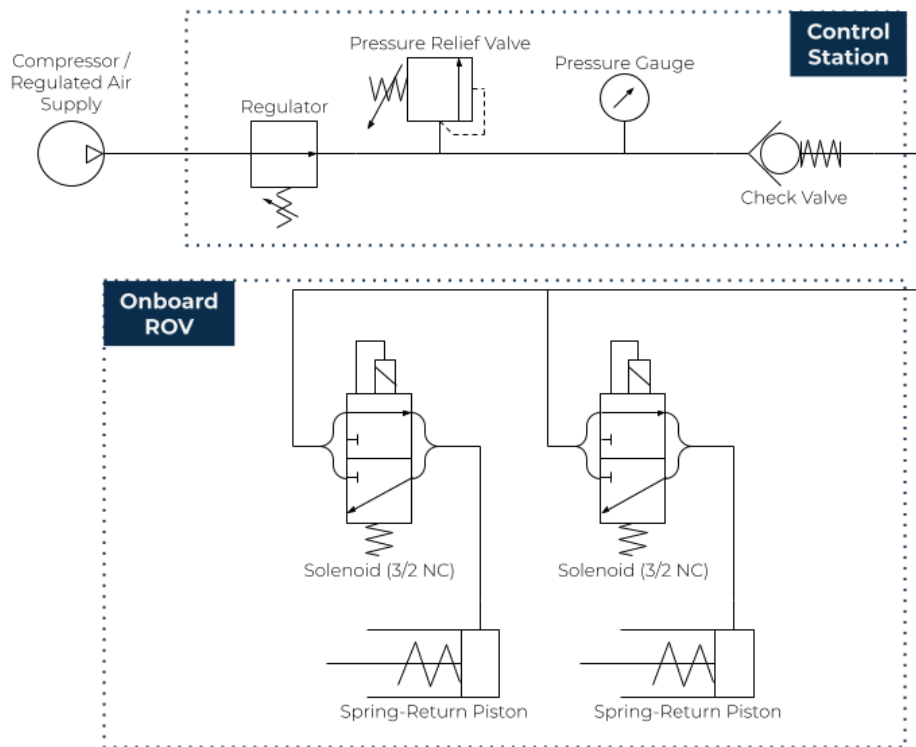 Control
Station
Compressor /
Regulated Air
Supply
Pressure Relief Valve
Pressure Gauge
Regulator
Check Valve
Onboard
ROV
Solenoid (3/2 NC)
Solenoid (3/2 NC)
Spring-Return Piston
Spring-Return Piston